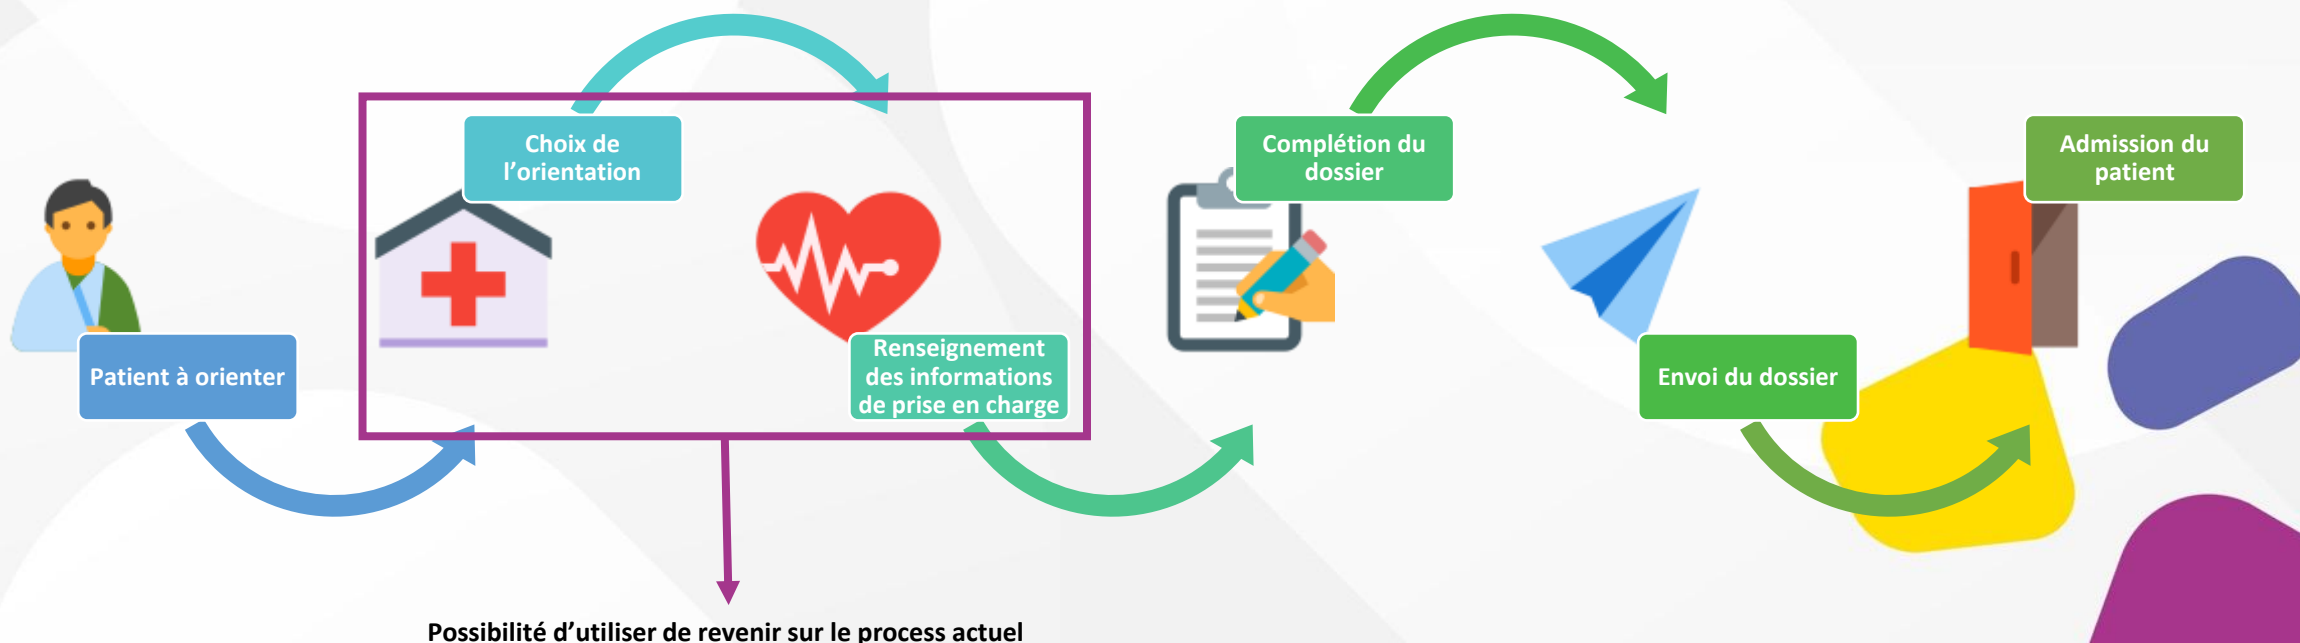 Patient à orienter
Choix de
l’orientation
Renseignement
des informations
de prise en charge
Complétion du
dossier
Envoi du dossier
Admission du
patient
Possibilité d’utiliser de revenir sur le process actuel